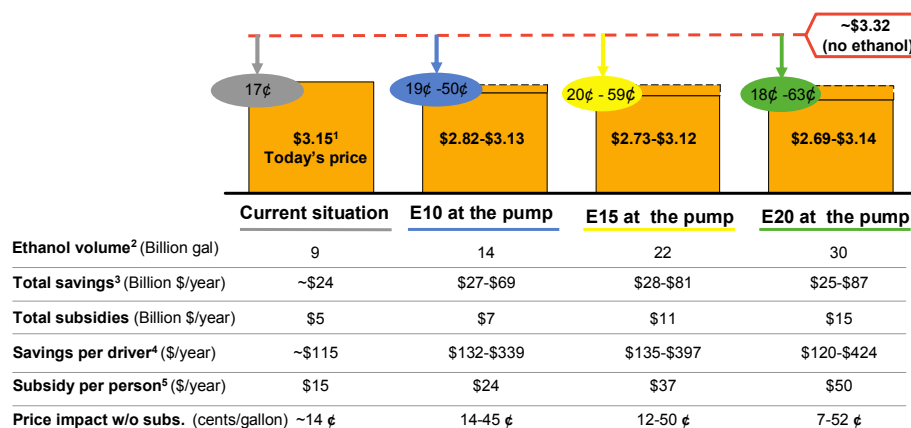 ~$3.32
(no ethanol)
17¢
19¢ -50¢
20¢ - 59¢
18¢ -63¢
$3.15¹
Today's price
$2.82-$3.13
$2.73-$3.12
$2.69-$3.14
Current situation
E10 at the pump
E15 at the pump
E20 at the pump
Ethanol volume² (Billion gal) 9 14 22 30
Total savings³ (Billion $/year) ~$24 $27-$69 $28-$81 $25-$87
Total subsidies (Billion $/year) $5 $7 $11 $15
Savings per driver⁴ ($/year) ~$115 $132-$339 $135-$397 $120-$424
Subsidy per person⁵ ($/year) $15 $24 $37 $50
Price impact w/o subs. (cents/gallon) ~14 ¢ 14-45 ¢ 12-50 ¢ 7-52 ¢